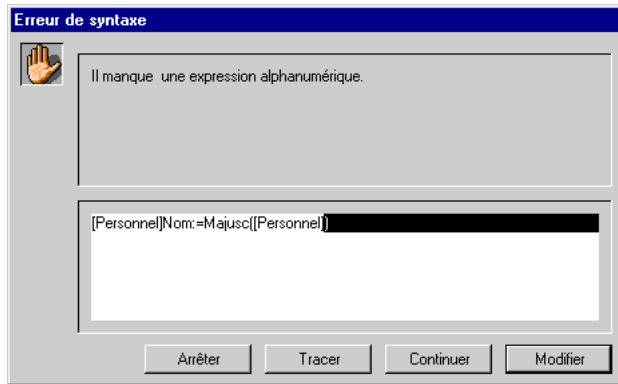 Erreur de syntaxe
Il manque une expression alphanumérique.
[Personnel]Nom:=Majusc([Personnel])
Arrêter
Tracer
Continuer
Modifier